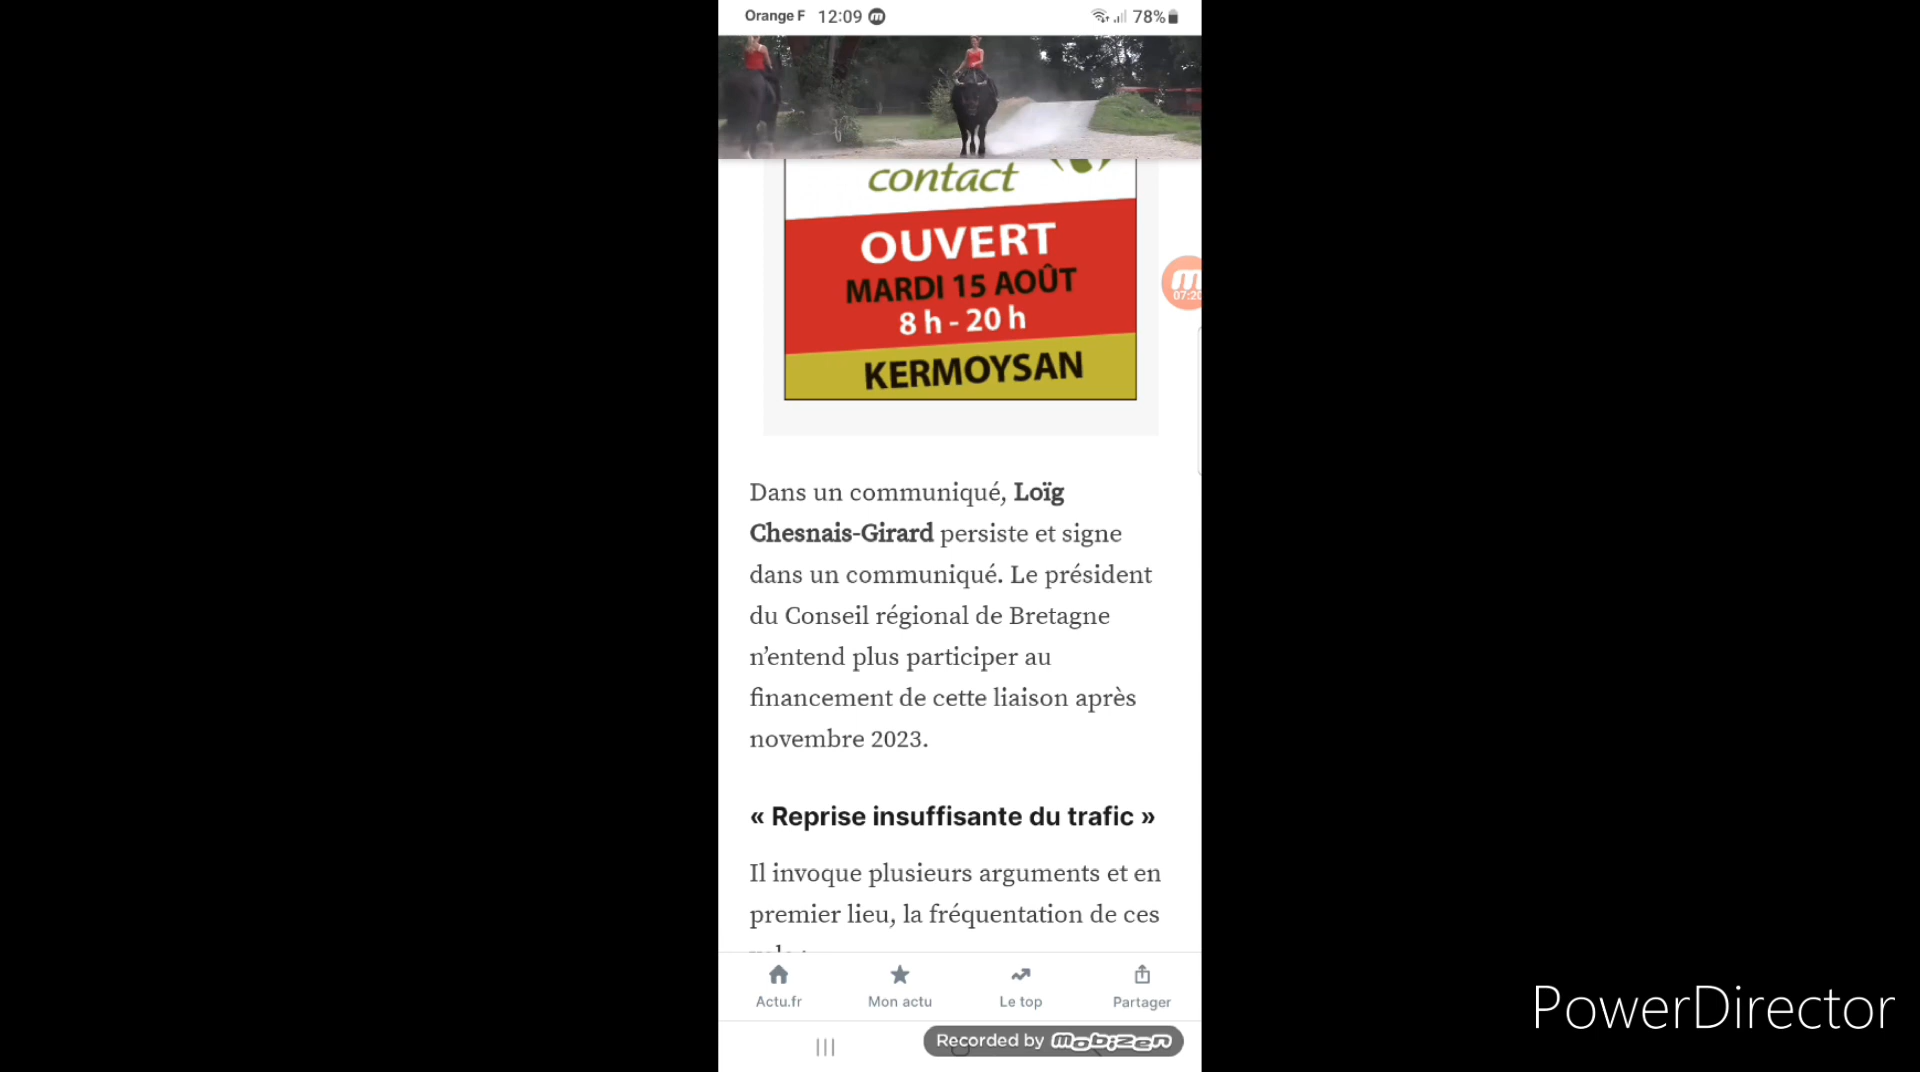 Orange F 12:09 78%
contact
OUVERT
MARDI 15 AOÛT
8 h - 20 h
KERMOYSAN
07:20
Dans un communiqué, Loïg
Chesnais-Girard persiste et signe
dans un communiqué. Le président
du Conseil régional de Bretagne
n’entend plus participer au
financement de cette liaison après
novembre 2023.
« Reprise insuffisante du trafic »
Il invoque plusieurs arguments et en
premier lieu, la fréquentation de ces
Actu.fr Mon actu Le top Partager
Recorded by mobizen
PowerDirector